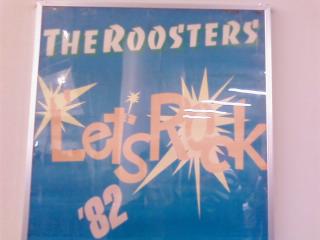 THE ROOSTERS
Let's Rock
'82